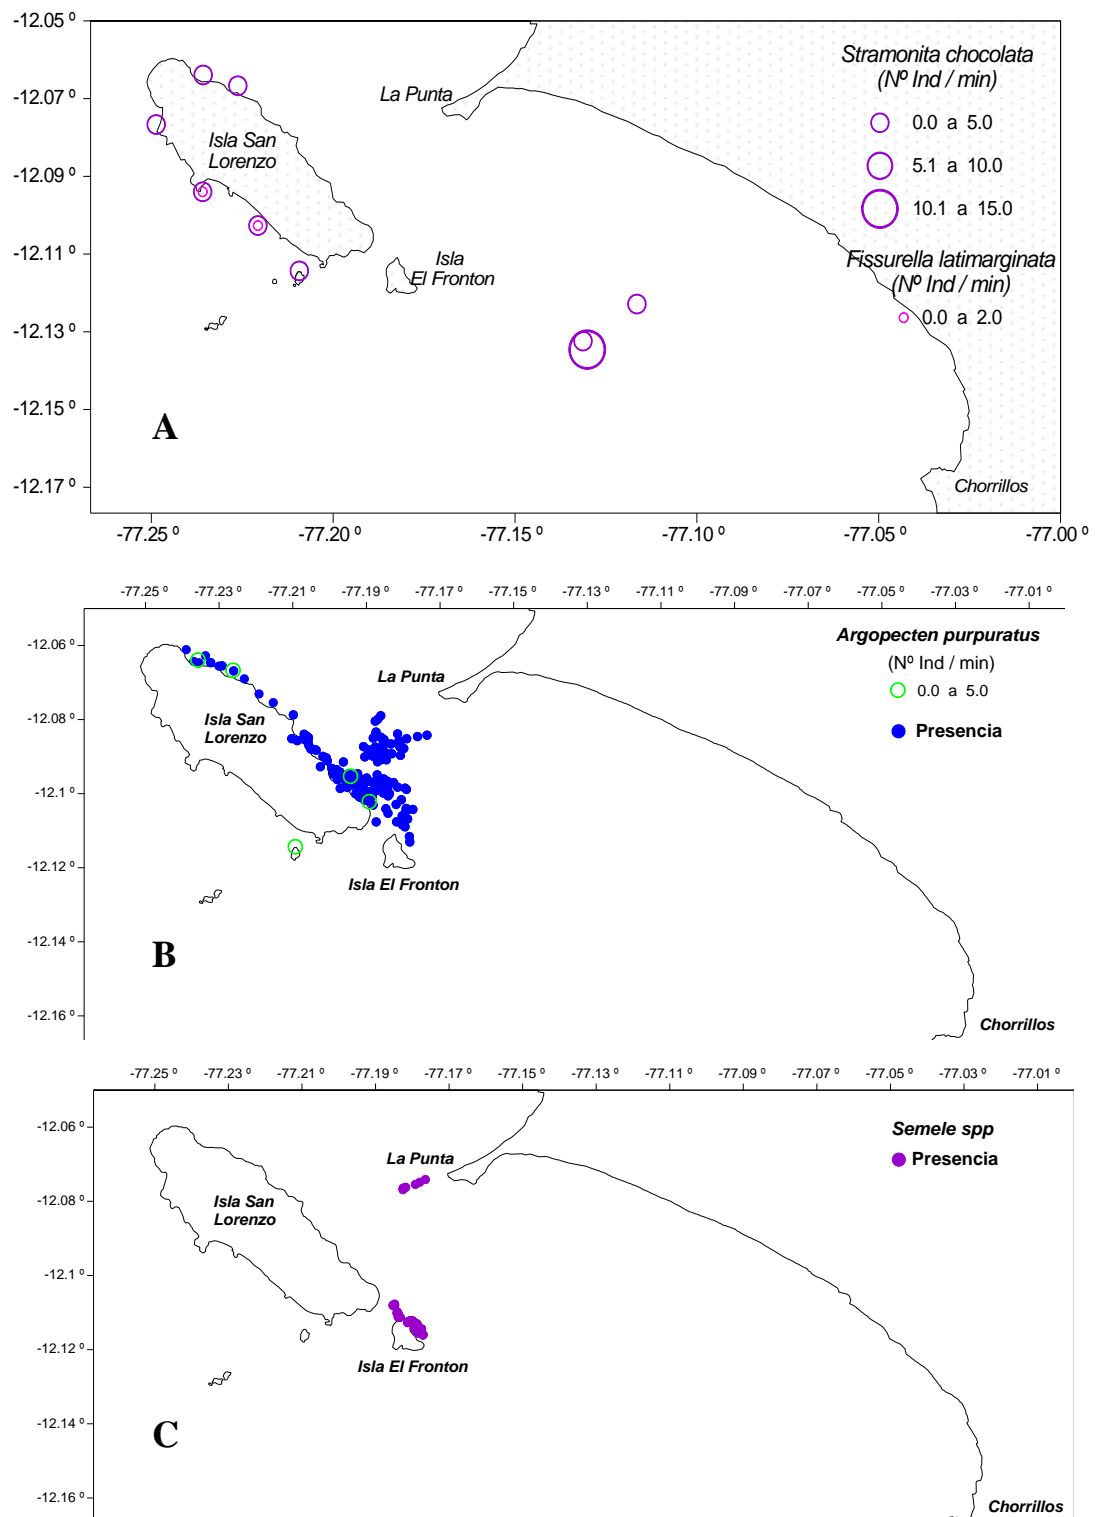 -12.05 º
-12.07 º
-12.09 º
-12.11 º
-12.13 º
-12.15 º
-12.17 º
La Punta
Isla San
Lorenzo
Isla
El Fronton
Stramonita chocolata
(Nº Ind / min)
0.0 a 5.0
5.1 a 10.0
10.1 a 15.0
Fissurella latimarginata
(Nº Ind / min)
0.0 a 2.0
A
Chorrillos
-77.25 º
-77.20 º
-77.15 º
-77.10 º
-77.05 º
-77.00 º
-77.25 º
-77.23 º
-77.21 º
-77.19 º
-77.17 º
-77.15 º
-77.13 º
-77.11 º
-77.09 º
-77.07 º
-77.05 º
-77.03 º
-77.01 º
-12.06 º
-12.08 º
-12.1 º
-12.12 º
-12.14 º
-12.16 º
Argopecten purpuratus
(Nº Ind / min)
0.0 a 5.0
Presencia
La Punta
Isla San
Lorenzo
Isla El Fronton
B
Chorrillos
-77.25 º
-77.23 º
-77.21 º
-77.19 º
-77.17 º
-77.15 º
-77.13 º
-77.11 º
-77.09 º
-77.07 º
-77.05 º
-77.03 º
-77.01 º
-12.06 º
-12.08 º
-12.1 º
-12.12 º
-12.14 º
-12.16 º
Semele spp
Presencia
La Punta
Isla San
Lorenzo
Isla El Fronton
C
Chorrillos